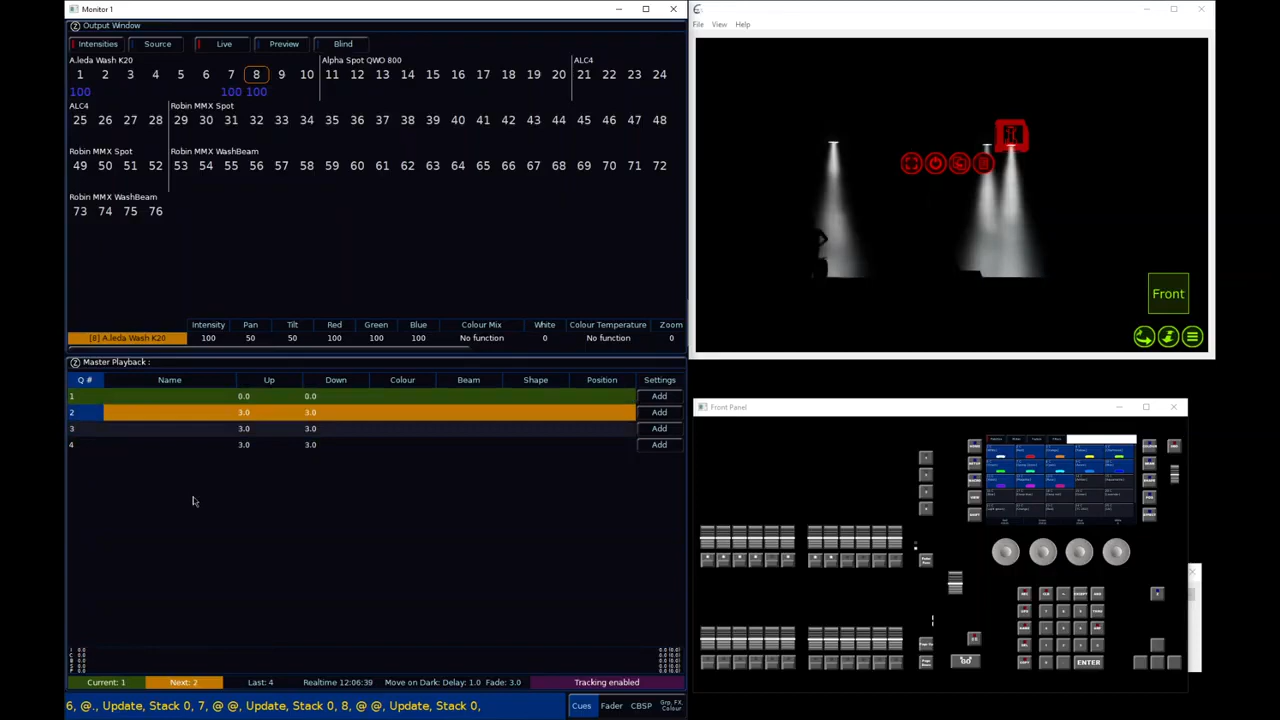 Monitor 1
Output Window
Intensities Source Live Preview Blind
A.leda Wash K20 Alpha Spot QWO 800 ALC4
1 2 3 4 5 6 7 8 9 10 11 12 13 14 15 16 17 18 19 20 21 22 23 24
100 100 100
ALC4 Robin MMX Spot
25 26 27 28 29 30 31 32 33 34 35 36 37 38 39 40 41 42 43 44 45 46 47 48
Robin MMX Spot Robin MMX WashBeam
49 50 51 52 53 54 55 56 57 58 59 60 61 62 63 64 65 66 67 68 69 70 71 72
Robin MMX WashBeam
73 74 75 76
Intensity Pan Tilt Red Green Blue Colour Mix White Colour Temperature Zoom
[8] A.leda Wash K20 100 50 50 100 100 100 No function 0 No function 0
Master Playback :
Q # Name Up Down Colour Beam Shape Position Settings
1 0.0 0.0 Add
2 3.0 3.0 Add
3 3.0 3.0 Add
4 3.0 3.0 Add
Current: 1 Next: 2 Last: 4 Realtime 12:06:39 Move on Dark: Delay: 1.0 Fade: 3.0 Tracking enabled
6, @., Update, Stack 0, 7, @ @, Update, Stack 0, 8, @ @, Update, Stack 0,
Cues Fader CBSP Grp, FX, Colour
File View Help
Front
Front Panel
GO
ENTER